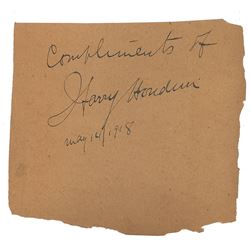 Compliments of
Harry Houdini
may 14/1918